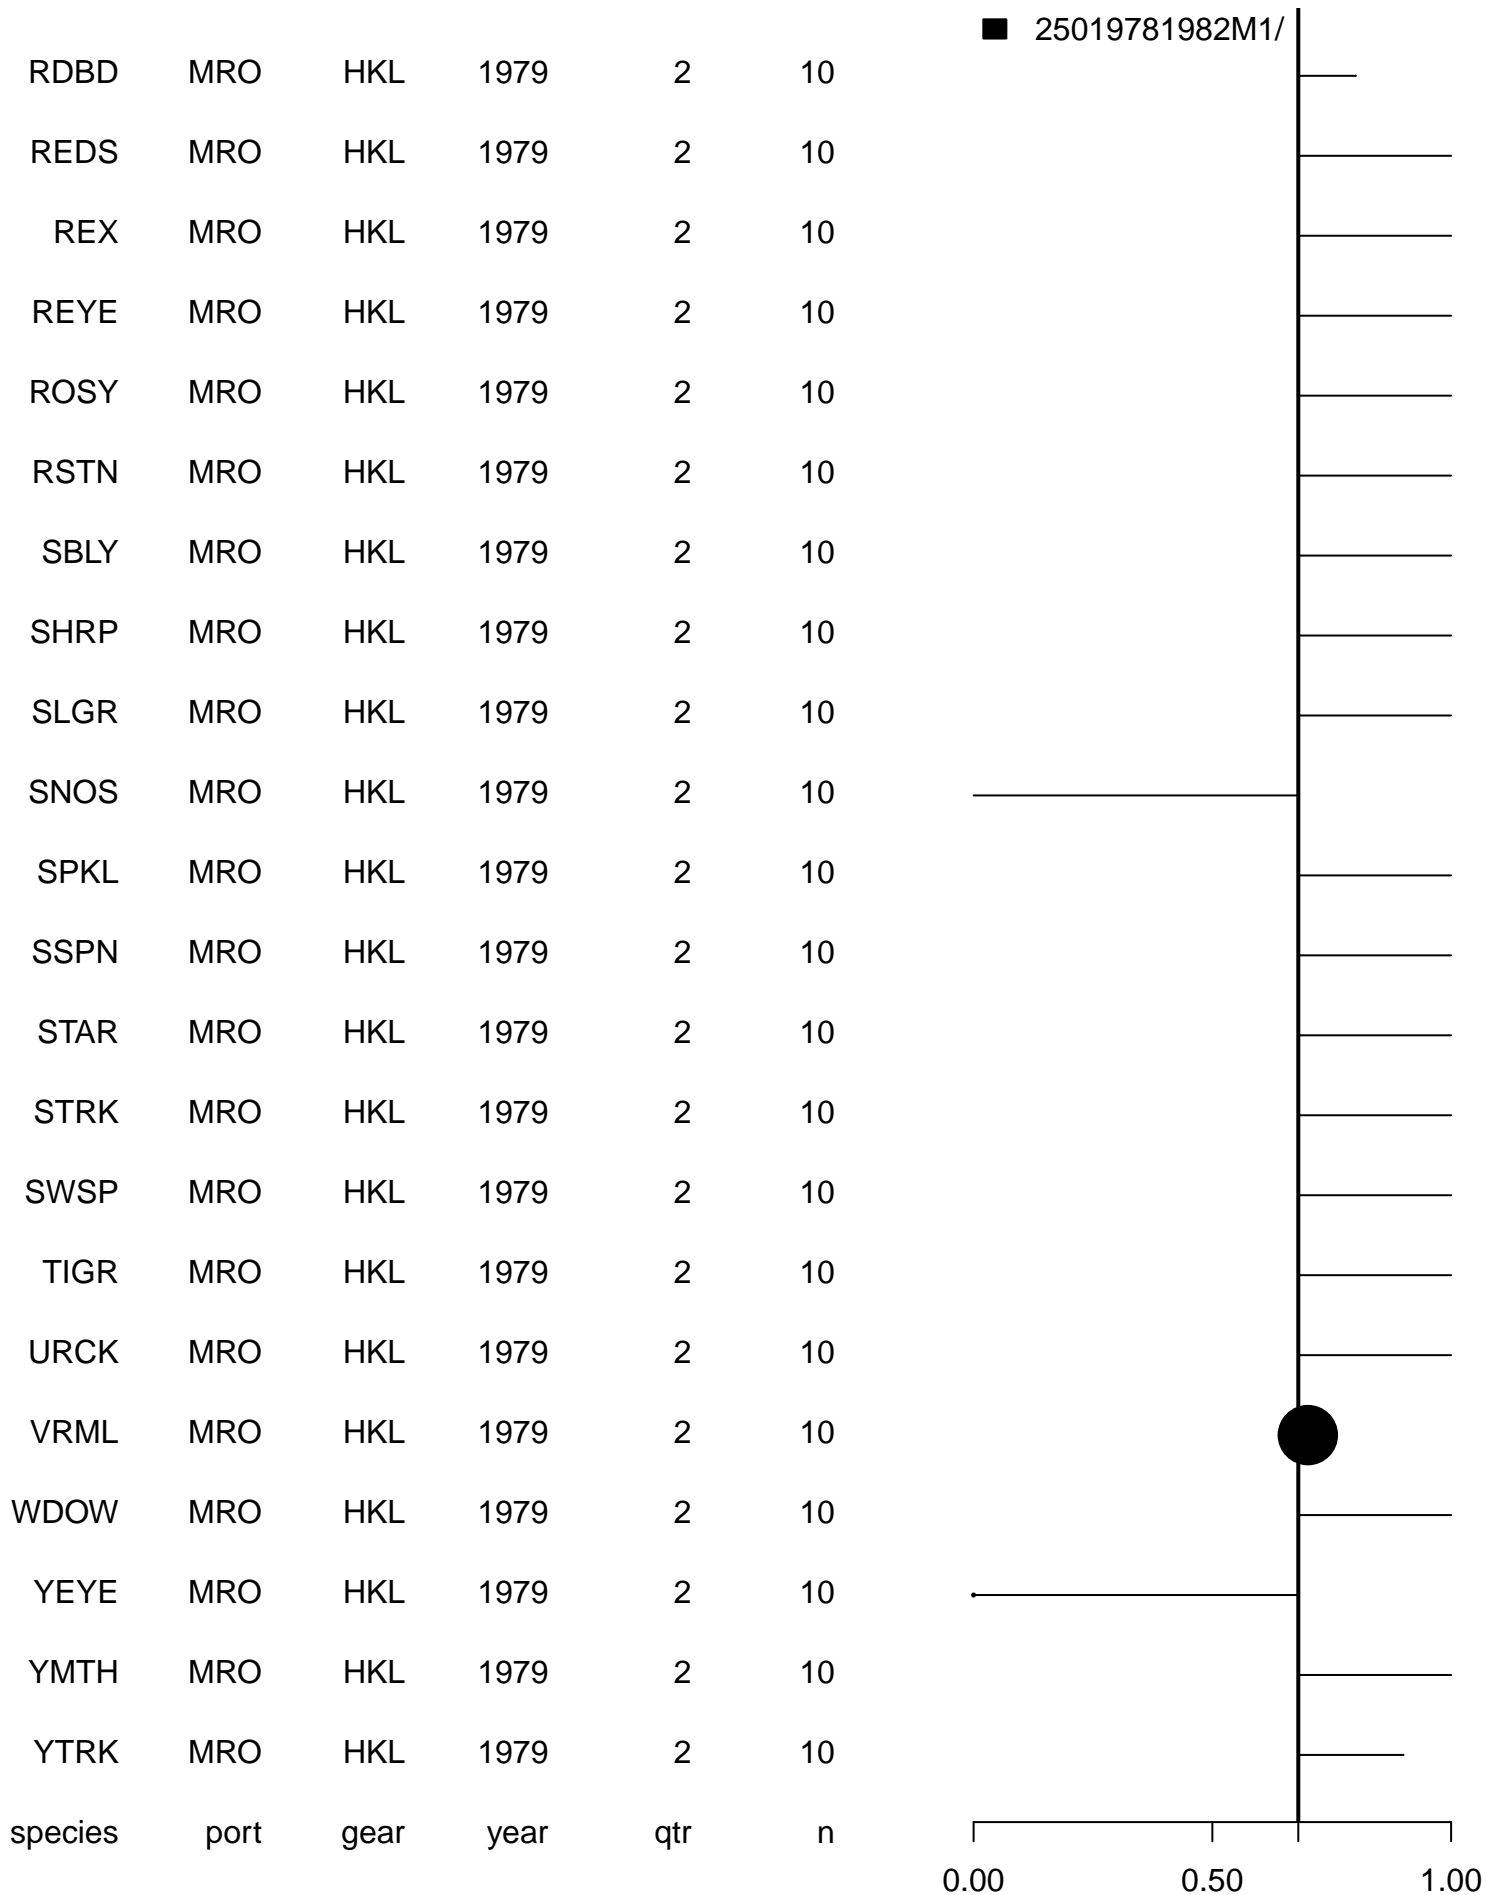 25019781982M1/
RDBD MRO HKL 1979 2 10
REDS MRO HKL 1979 2 10
REX MRO HKL 1979 2 10
REYE MRO HKL 1979 2 10
ROSY MRO HKL 1979 2 10
RSTN MRO HKL 1979 2 10
SBLY MRO HKL 1979 2 10
SHRP MRO HKL 1979 2 10
SLGR MRO HKL 1979 2 10
SNOS MRO HKL 1979 2 10
SPKL MRO HKL 1979 2 10
SSPN MRO HKL 1979 2 10
STAR MRO HKL 1979 2 10
STRK MRO HKL 1979 2 10
SWSP MRO HKL 1979 2 10
TIGR MRO HKL 1979 2 10
URCK MRO HKL 1979 2 10
VRML MRO HKL 1979 2 10
WDOW MRO HKL 1979 2 10
YEYE MRO HKL 1979 2 10
YMTH MRO HKL 1979 2 10
YTRK MRO HKL 1979 2 10
species port gear year qtr n
0.00 0.50 1.00